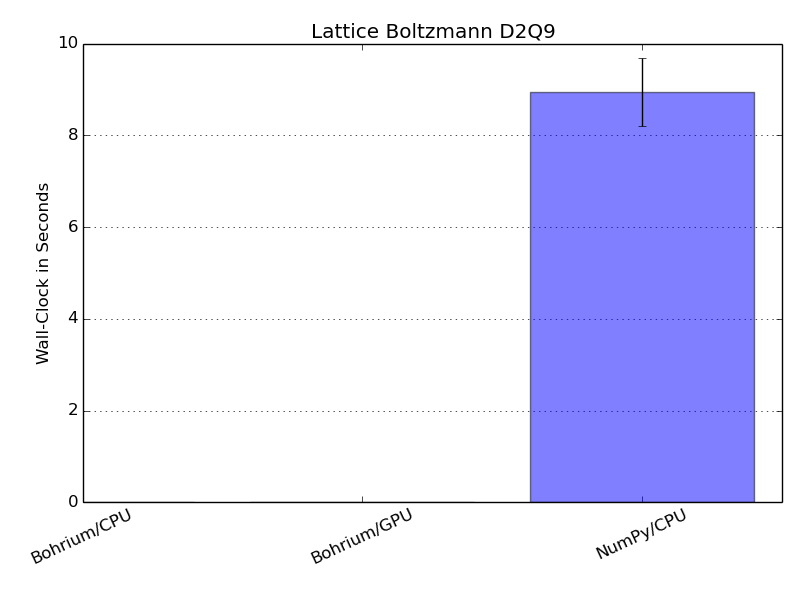 Lattice Boltzmann D2Q9
10
8
6
4
2
0
Wall-Clock in Seconds
Bohrium/CPU
Bohrium/GPU
NumPy/CPU